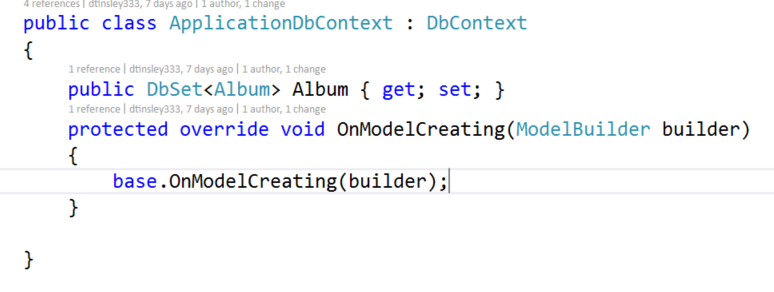 4 references | dtinsley333, 7 days ago | 1 author, 1 change
public class ApplicationDbContext : DbContext
{
1 reference | dtinsley333, 7 days ago | 1 author, 1 change
public DbSet<Album> Album { get; set; }
1 reference | dtinsley333, 7 days ago | 1 author, 1 change
protected override void OnModelCreating(ModelBuilder builder)
{
base.OnModelCreating(builder);
}
}